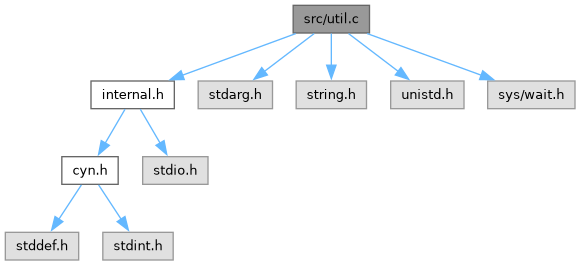 src/util.c
internal.h
stdarg.h
string.h
unistd.h
sys/wait.h
cyn.h
stdio.h
stddef.h
stdint.h